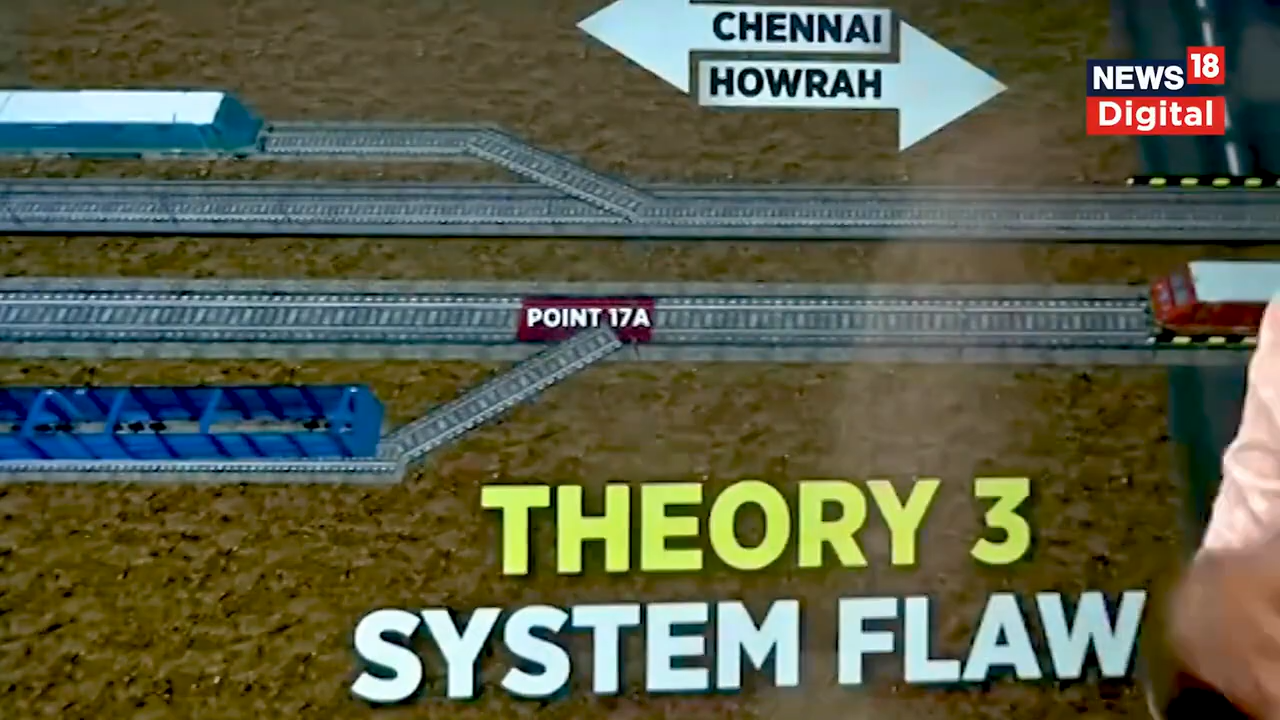 CHENNAI
HOWRAH
NEWS 18
Digital
POINT 17A
THEORY 3
SYSTEM FLAW